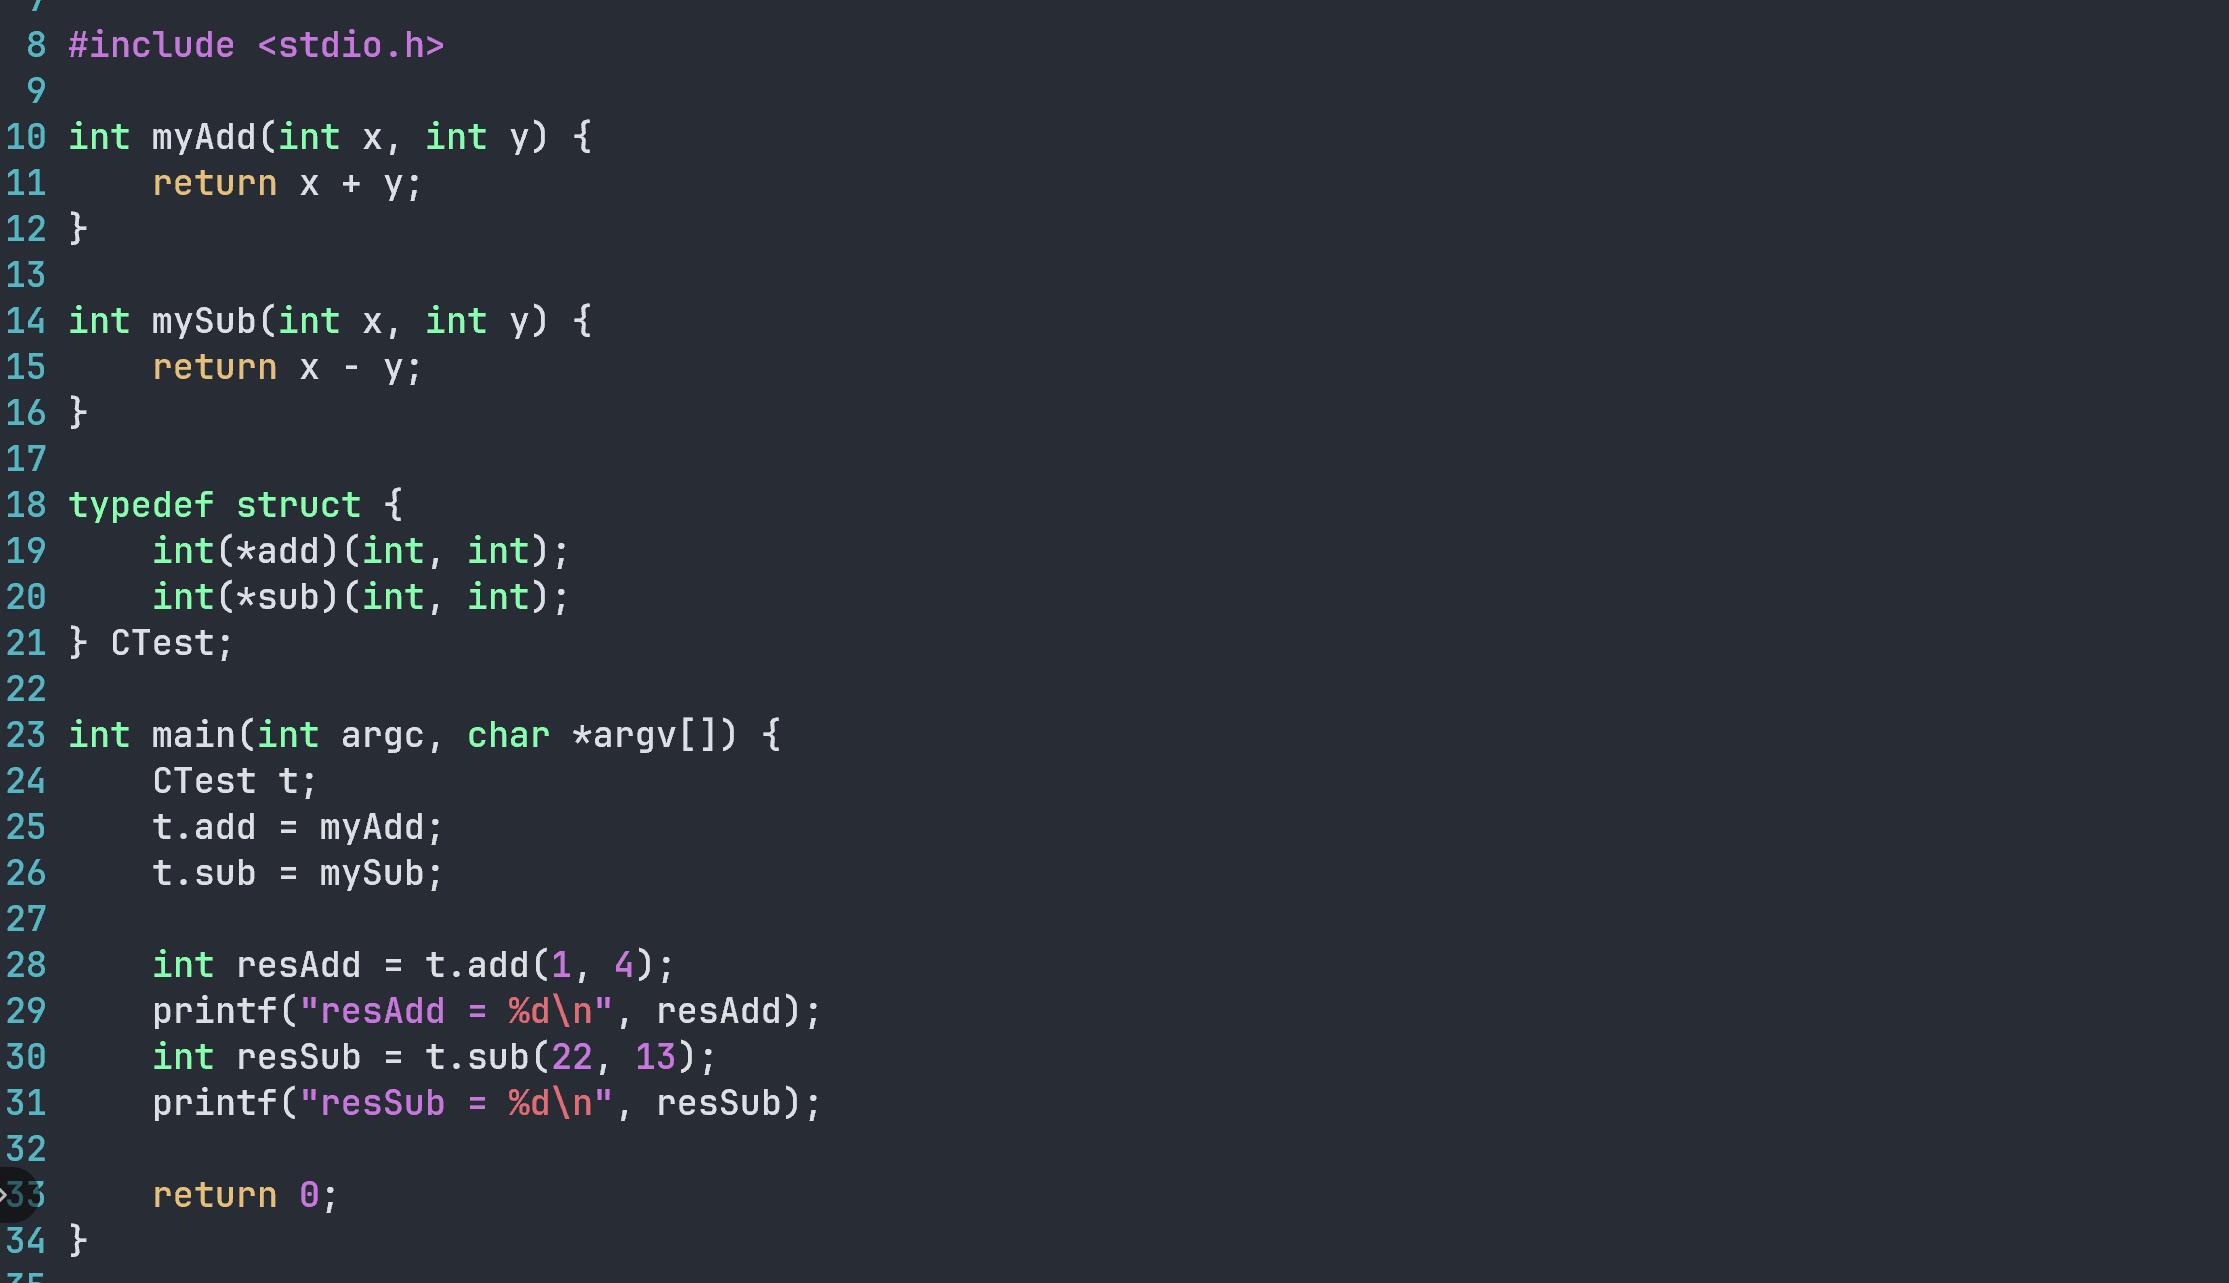 7
8 #include <stdio.h>
9
10 int myAdd(int x, int y) {
11     return x + y;
12 }
13
14 int mySub(int x, int y) {
15     return x - y;
16 }
17
18 typedef struct {
19     int(*add)(int, int);
20     int(*sub)(int, int);
21 } CTest;
22
23 int main(int argc, char *argv[]) {
24     CTest t;
25     t.add = myAdd;
26     t.sub = mySub;
27
28     int resAdd = t.add(1, 4);
29     printf("resAdd = %d\n", resAdd);
30     int resSub = t.sub(22, 13);
31     printf("resSub = %d\n", resSub);
32
33     return 0;
34 }
35